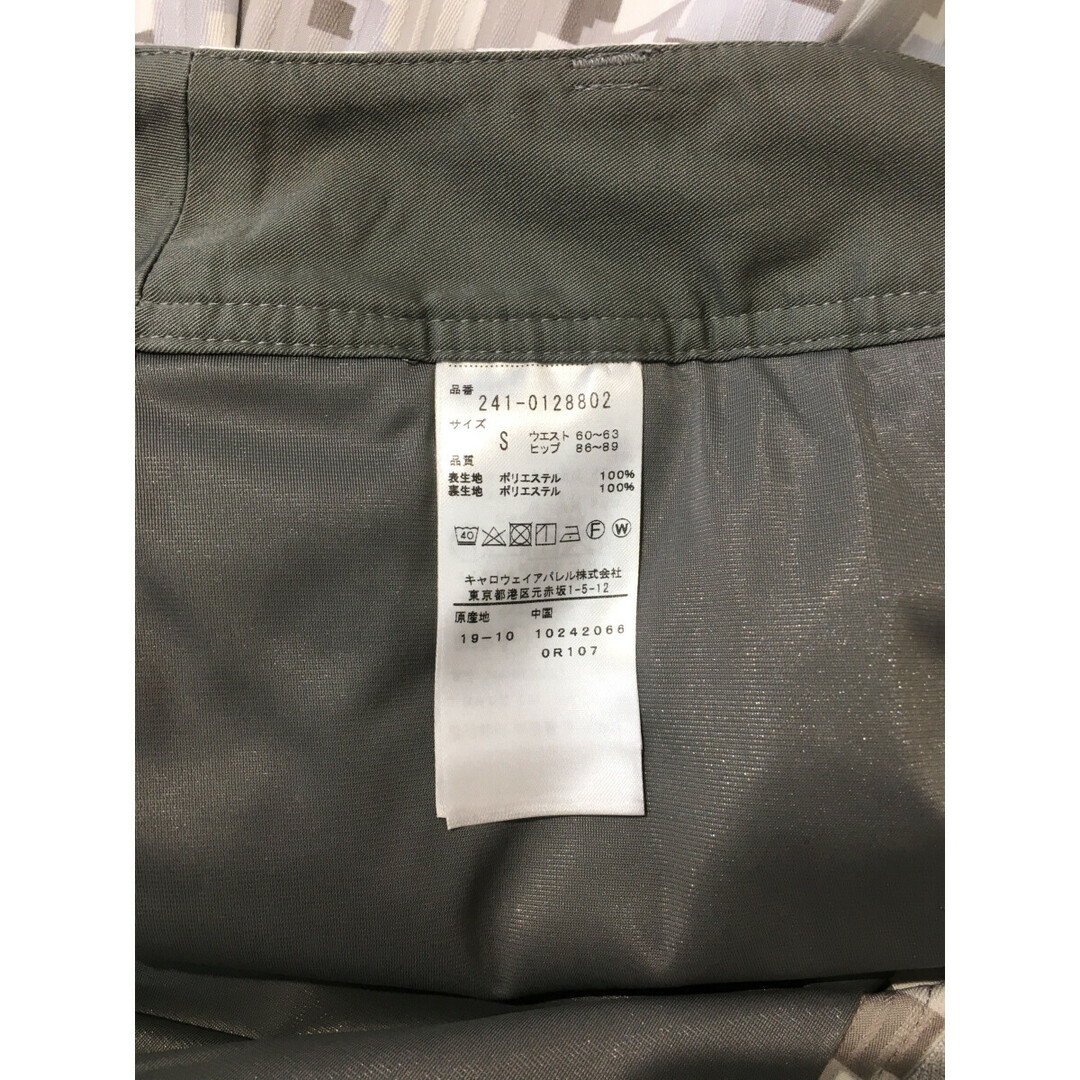 品番
241-0128802
サイズ
S ウエスト 60~63
ヒップ 86~89
品質
表生地 ポリエステル 100%
裏生地 ポリエステル 100%
40 F W
キャロウェイアパレル株式会社
東京都港区元赤坂1-5-12
原産地 中国
19-10 10242066
0R107